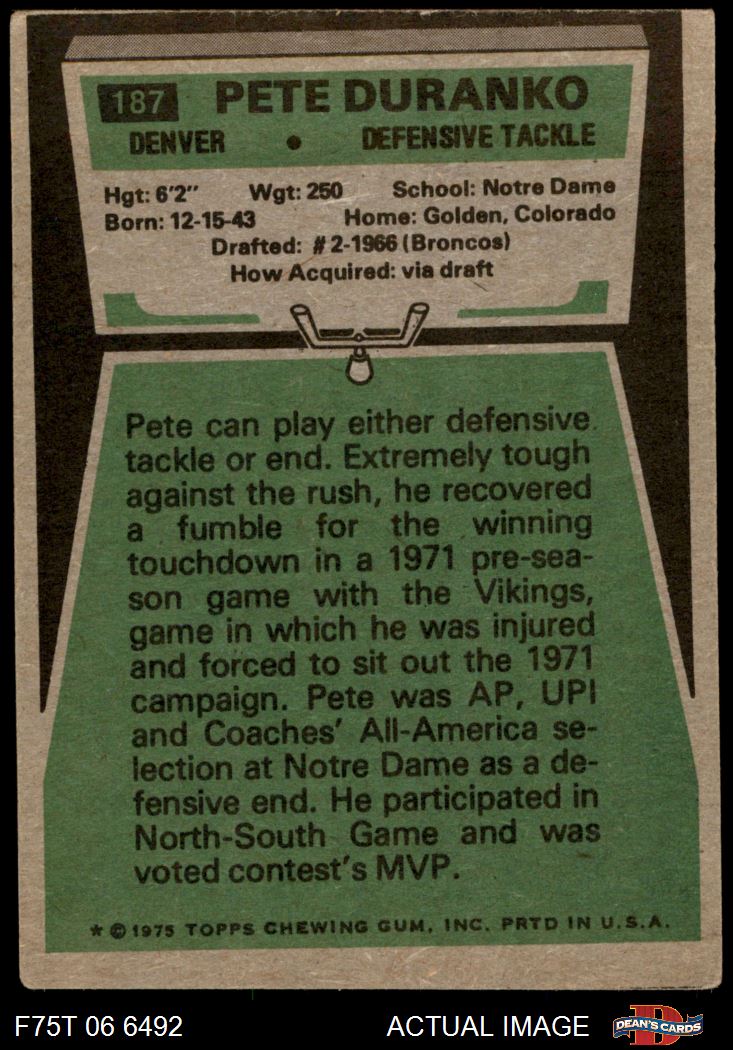 187 PETE DURANKO
DENVER • DEFENSIVE TACKLE
Hgt: 6'2" Wgt: 250 School: Notre Dame
Born: 12-15-43 Home: Golden, Colorado
Drafted: #2-1966 (Broncos)
How Acquired: via draft
Pete can play either defensive
tackle or end. Extremely tough
against the rush, he recovered
a fumble for the winning
touchdown in a 1971 pre-sea-
son game with the Vikings,
game in which he was injured
and forced to sit out the 1971
campaign. Pete was AP, UPI
and Coaches' All-America se-
lection at Notre Dame as a de-
fensive end. He participated in
North-South Game and was
voted contest's MVP.
* © 1975 TOPPS CHEWING GUM, INC. PRTD IN U.S.A.
F75T 06 6492 ACTUAL IMAGE D DEAN'S CARDS